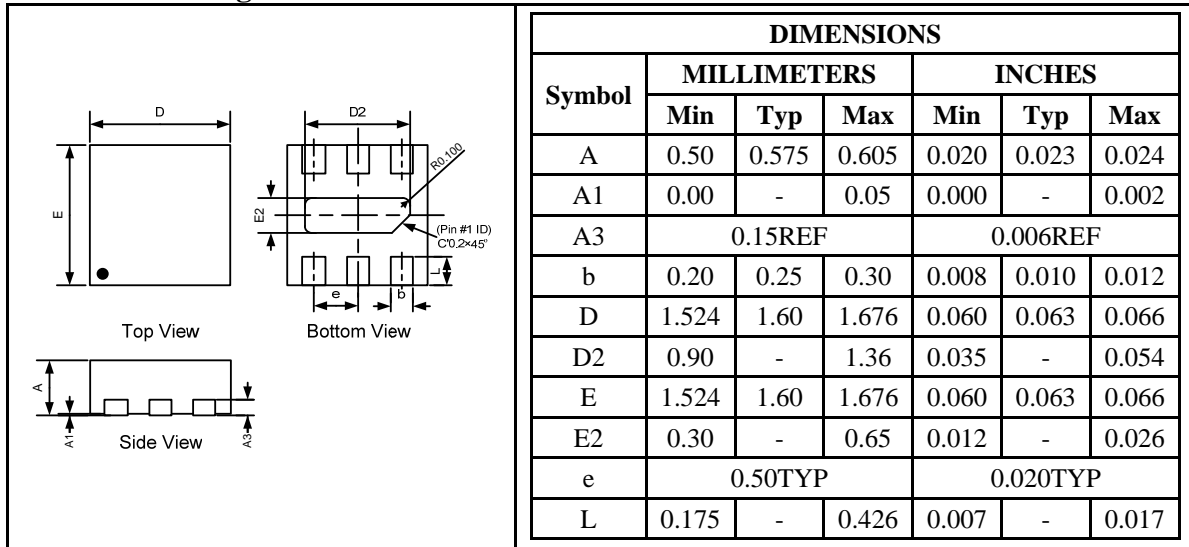 D
E
Top View
D2
R0.100
E2
(Pin #1 ID)
C'0.2×45°
L
e
b
Bottom View
A
A1
A3
Side View
DIMENSIONS
Symbol MILLIMETERS INCHES
Min Typ Max Min Typ Max
A 0.50 0.575 0.605 0.020 0.023 0.024
A1 0.00 - 0.05 0.000 - 0.002
A3 0.15REF 0.006REF
b 0.20 0.25 0.30 0.008 0.010 0.012
D 1.524 1.60 1.676 0.060 0.063 0.066
D2 0.90 - 1.36 0.035 - 0.054
E 1.524 1.60 1.676 0.060 0.063 0.066
E2 0.30 - 0.65 0.012 - 0.026
e 0.50TYP 0.020TYP
L 0.175 - 0.426 0.007 - 0.017